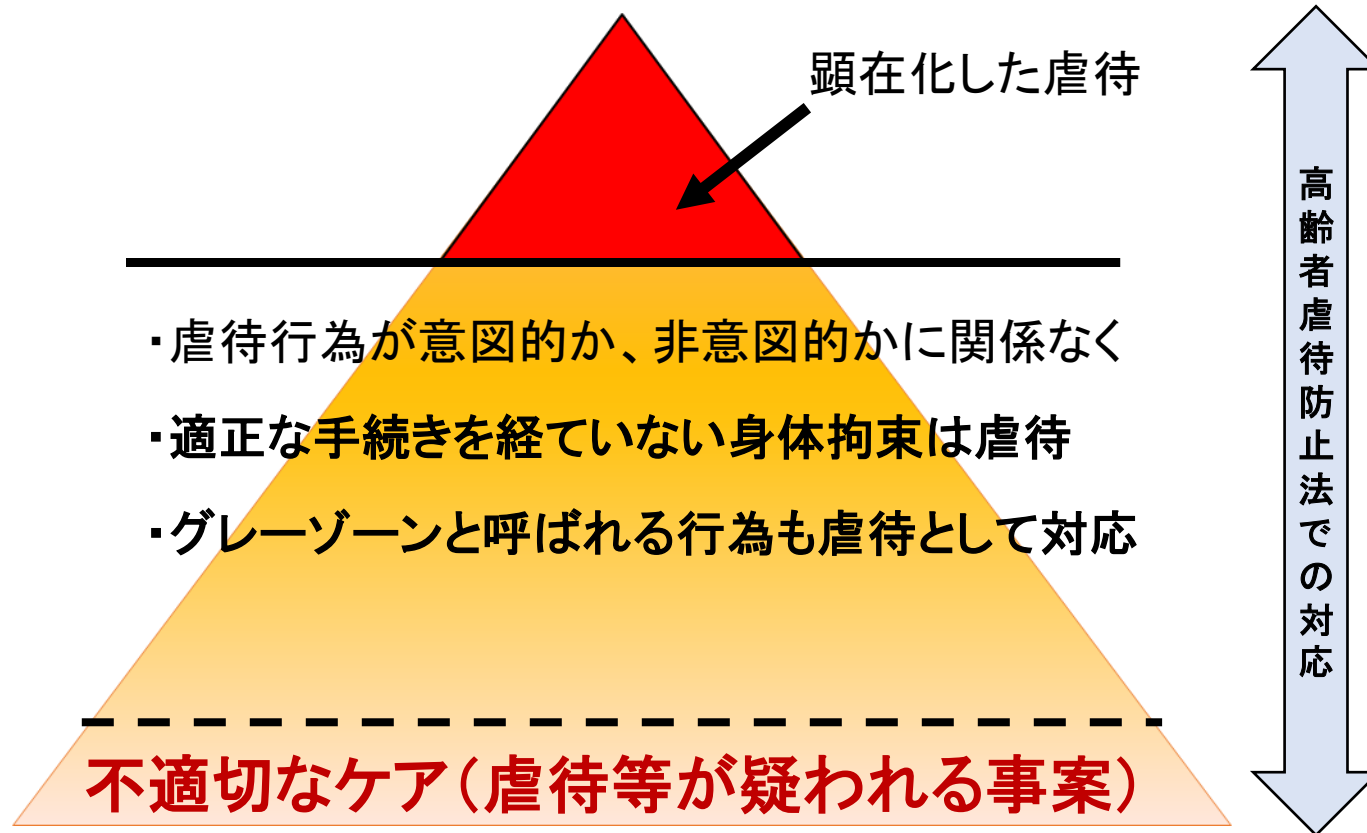 顕在化した虐待
・虐待行為が意図的か、非意図的かに関係なく
・適正な手続きを経ていない身体拘束は虐待
・グレーゾーンと呼ばれる行為も虐待として対応
不適切なケア（虐待等が疑われる事案）
高齢者虐待防止法での対応